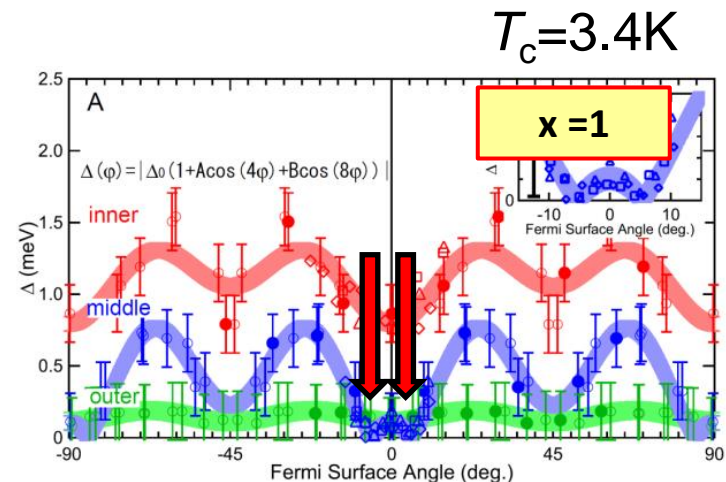 Tc=3.4K
2.5
A
x =1
2.0
Δ(φ)=|Δ0(1+Acos(4φ)+Bcos(8φ))|
Δ
0
-10 0 10
Fermi Surface Angle (deg.)
inner
1.5
Δ (meV)
1.0
middle
0.5
outer
0.0
-90 -45 0 45 90
Fermi Surface Angle (deg.)